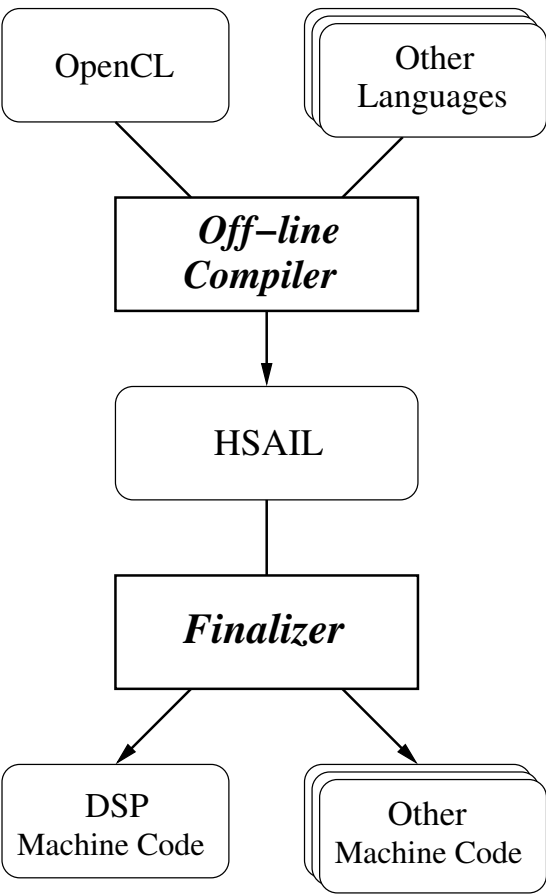 OpenCL
Other
Languages
Off−line
Compiler
HSAIL
Finalizer
DSP
Machine Code
Other
Machine Code